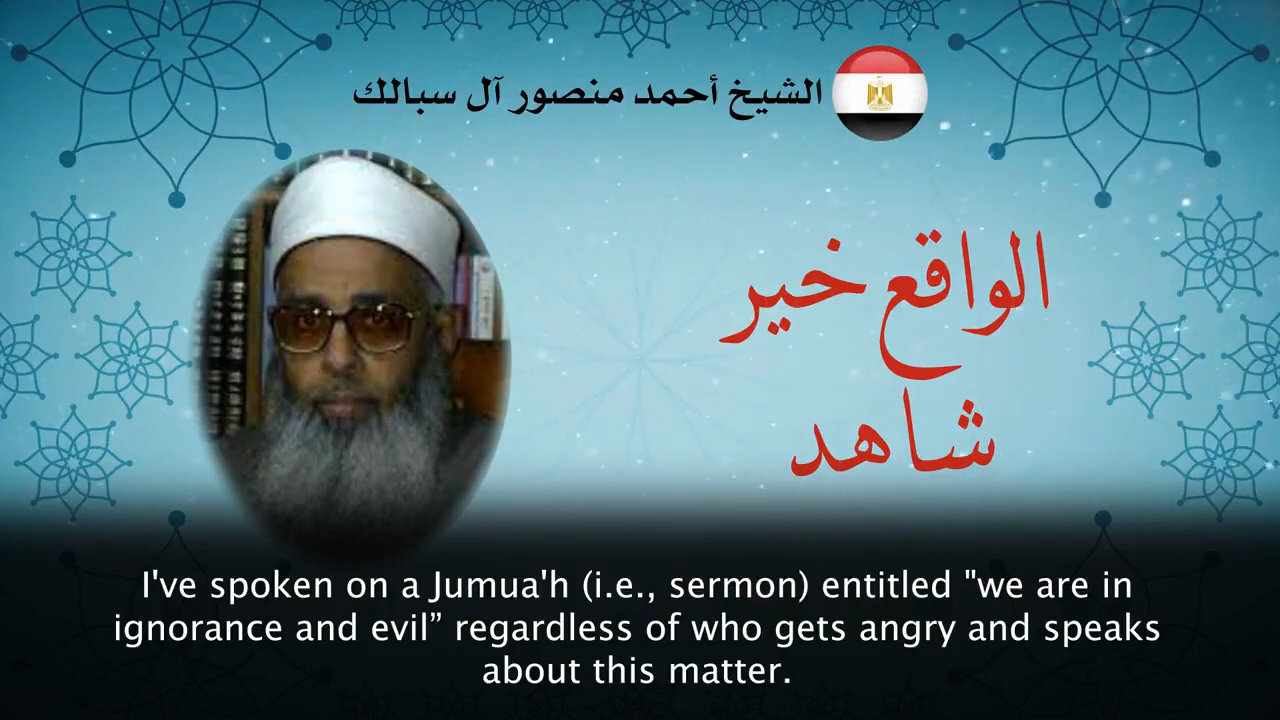 الشيخ أحمد منصور آل سبالك
الواقع خير
شاهد
I've spoken on a Jumua'h (i.e., sermon) entitled "we are in
ignorance and evil” regardless of who gets angry and speaks
about this matter.